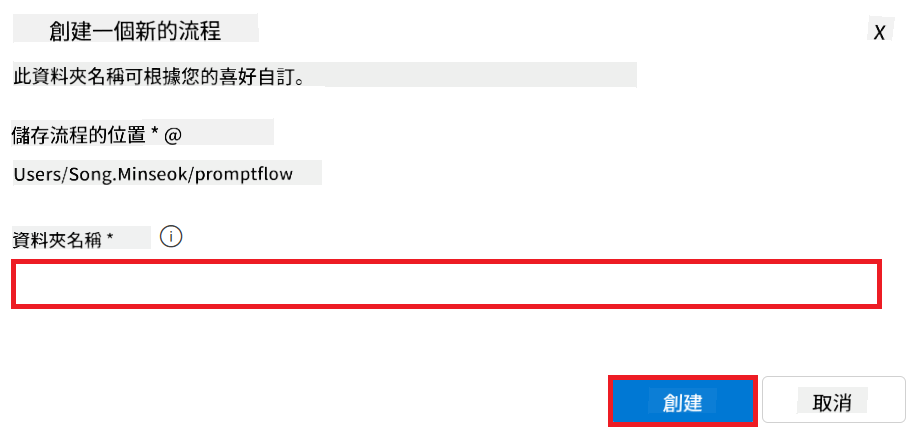 創建一個新的流程
X
此資料夾名稱可根據您的喜好自訂。
儲存流程的位置 * @
Users/Song.Minseok/promptflow
資料夾名稱 * i
創建
取消